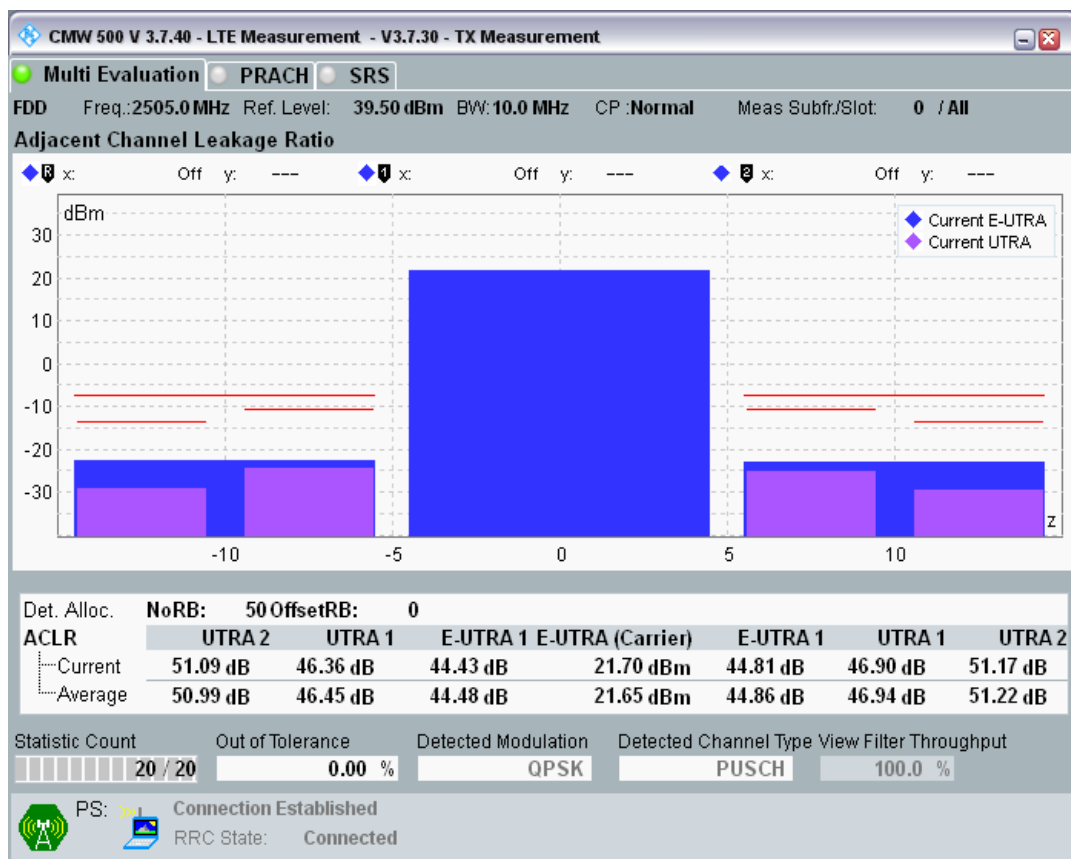 CMW 500 V 3.7.40 - LTE Measurement - V3.7.30 - TX Measurement
Multi Evaluation PRACH SRS
FDD Freq.:2505.0 MHz Ref. Level: 39.50 dBm BW: 10.0 MHz CP :Normal Meas Subfr./Slot: 0 / All
Adjacent Channel Leakage Ratio
R x: Off y: --- 1 x: Off y: --- 2 x: Off y: ---
dBm
Current E-UTRA
Current UTRA
30
20
10
0
-10
-20
-30
z
-10 -5 0 5 10
Det. Alloc. NoRB: 50 OffsetRB: 0
ACLR UTRA 2 UTRA 1 E-UTRA 1 E-UTRA (Carrier) E-UTRA 1 UTRA 1 UTRA 2
Current 51.09 dB 46.36 dB 44.43 dB 21.70 dBm 44.81 dB 46.90 dB 51.17 dB
Average 50.99 dB 46.45 dB 44.48 dB 21.65 dBm 44.86 dB 46.94 dB 51.22 dB
Statistic Count Out of Tolerance Detected Modulation Detected Channel Type View Filter Throughput
20 / 20 0.00 % QPSK PUSCH 100.0 %
PS: Connection Established
RRC State: Connected